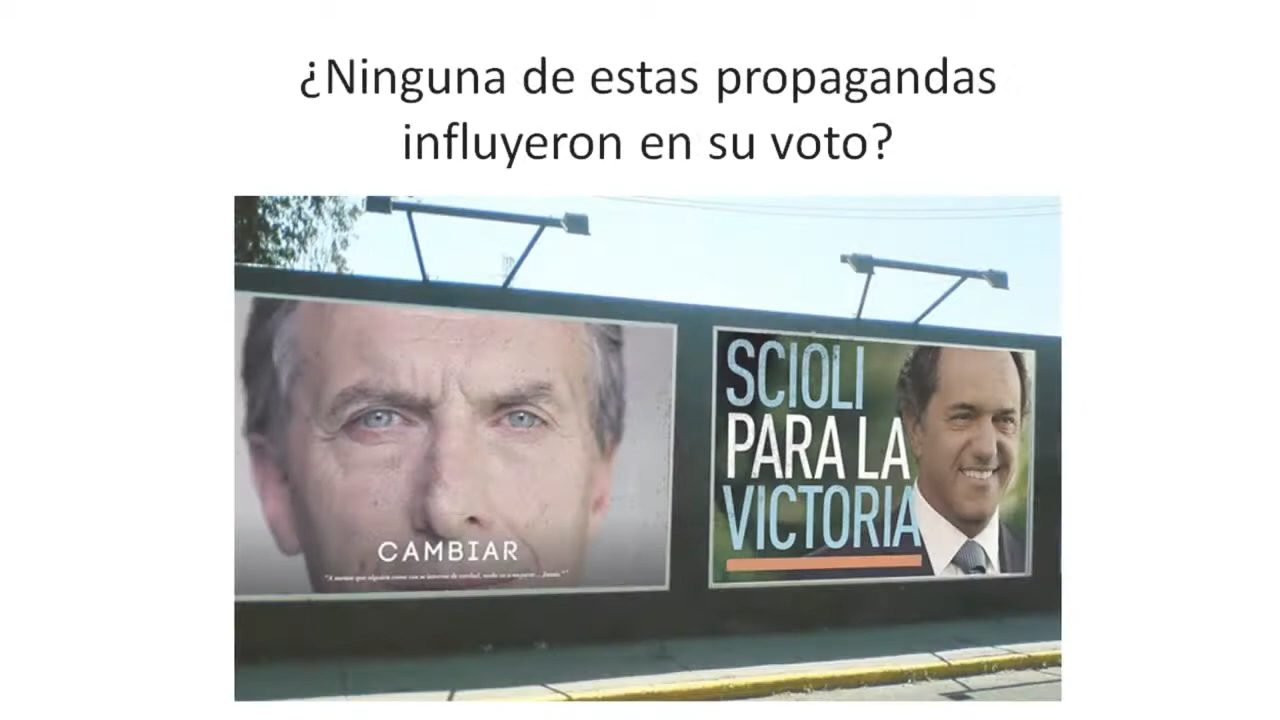 ¿Ninguna de estas propagandas
influyeron en su voto?
CAMBIAR
SCIOLI
PARA LA
VICTORIA